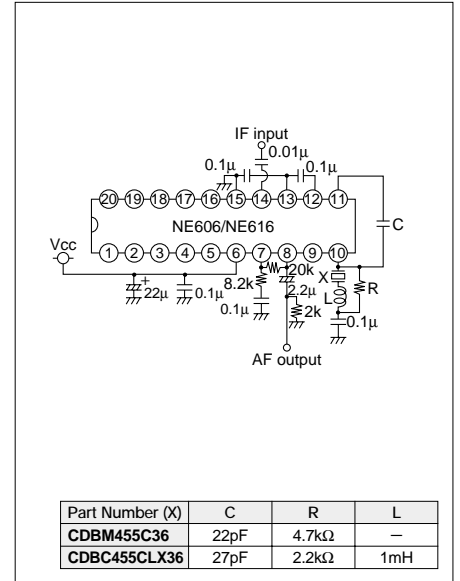 IF input
0.01μ
0.1μ
0.1μ
20 19 18 17 16 15 14 13 12 11
NE606/NE616
C
Vcc
1 2 3 4 5 6 7 8 9 10
+
22μ
0.1μ
8.2k
20k
2.2μ
X
L
R
0.1μ
2k
0.1μ
AF output
Part Number (X) C R L
CDBM455C36 22pF 4.7kΩ –
CDBC455CLX36 27pF 2.2kΩ 1mH